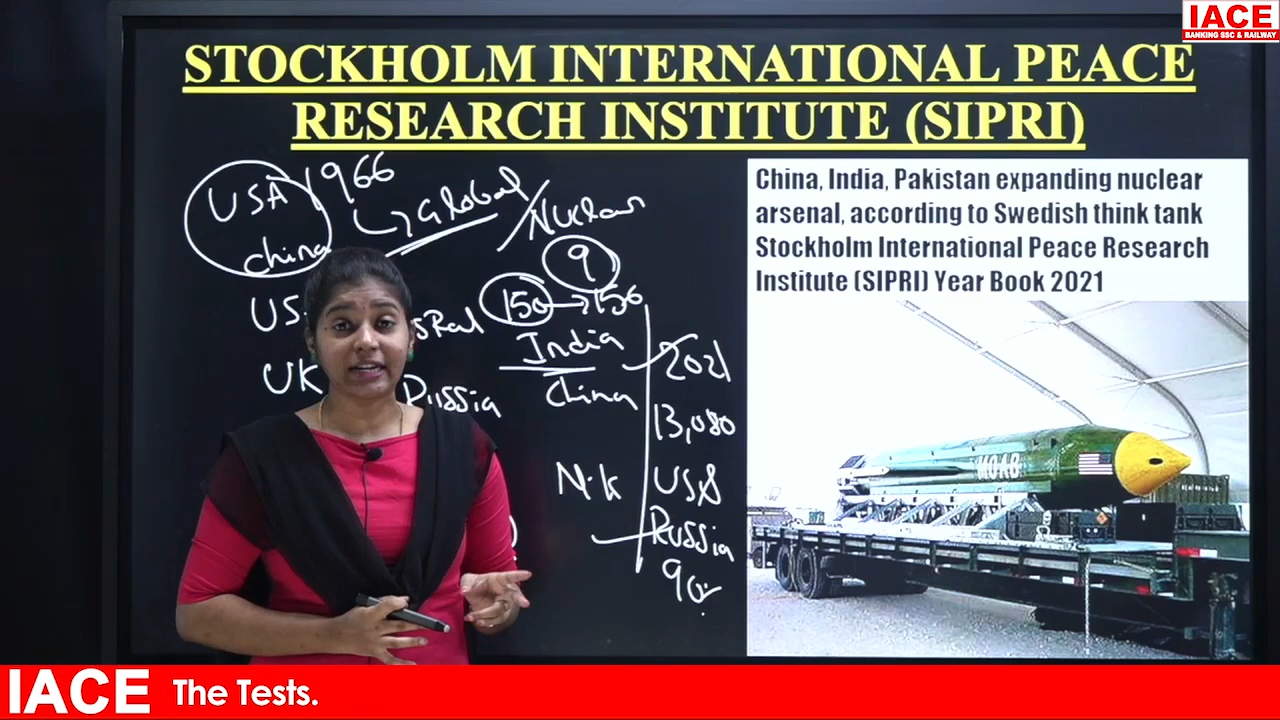 IACE
BANKING SSC & RAILWAY
STOCKHOLM INTERNATIONAL PEACE
RESEARCH INSTITUTE (SIPRI)
China, India, Pakistan expanding nuclear
arsenal, according to Swedish think tank
Stockholm International Peace Research
Institute (SIPRI) Year Book 2021
USA
china
1966
Global
Nuclear
9
150 → 156
India
China
UK
Russia
N.K
2021
13,080
USA
Russia
MOAB
IACE The Tests.